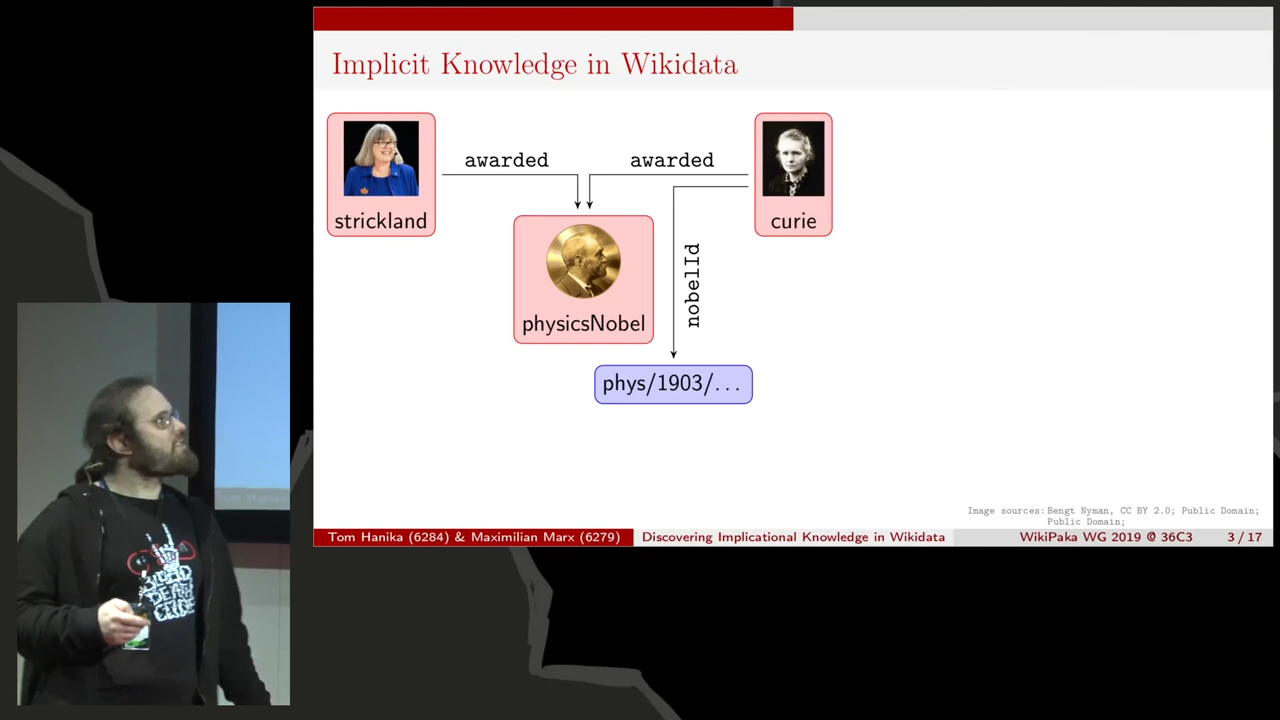 Implicit Knowledge in Wikidata
awarded
awarded
strickland
curie
nobelId
physicsNobel
phys/1903/...
Image sources: Bengt Nyman, CC BY 2.0; Public Domain;
Public Domain;
Tom Hanika (6284) & Maximilian Marx (6279)
Discovering Implicational Knowledge in Wikidata
WikiPaka WG 2019 @ 36C3
3 / 17